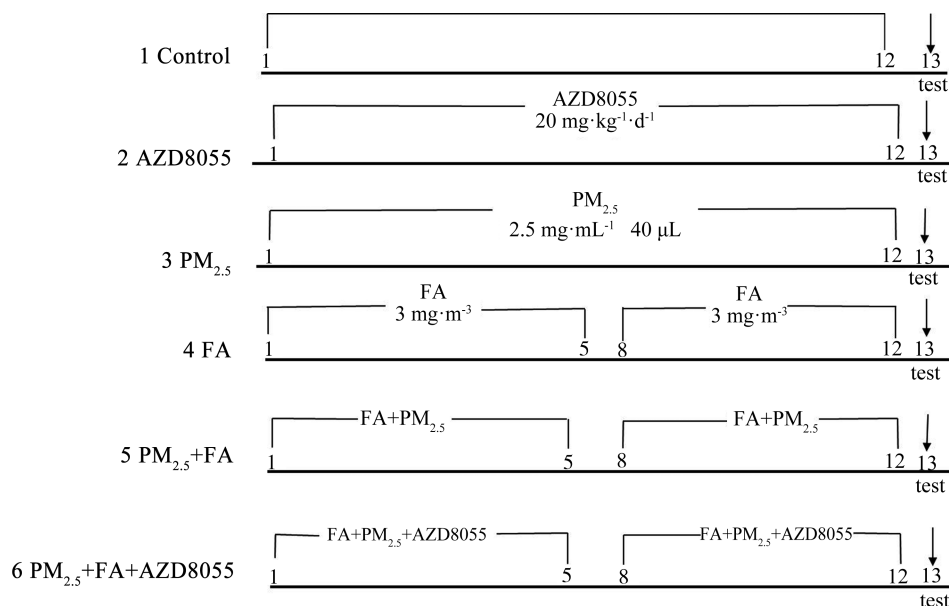 1 Control
1 12 13
test
AZD8055
20 mg·kg⁻¹·d⁻¹
2 AZD8055
1 12 13
test
PM₂.₅
2.5 mg·mL⁻¹ 40 μL
3 PM₂.₅
1 12 13
test
FA FA
3 mg·m⁻³ 3 mg·m⁻³
4 FA
1 5 8 12 13
test
FA+PM₂.₅ FA+PM₂.₅
5 PM₂.₅+FA
1 5 8 12 13
test
FA+PM₂.₅+AZD8055 FA+PM₂.₅+AZD8055
6 PM₂.₅+FA+AZD8055
1 5 8 12 13
test